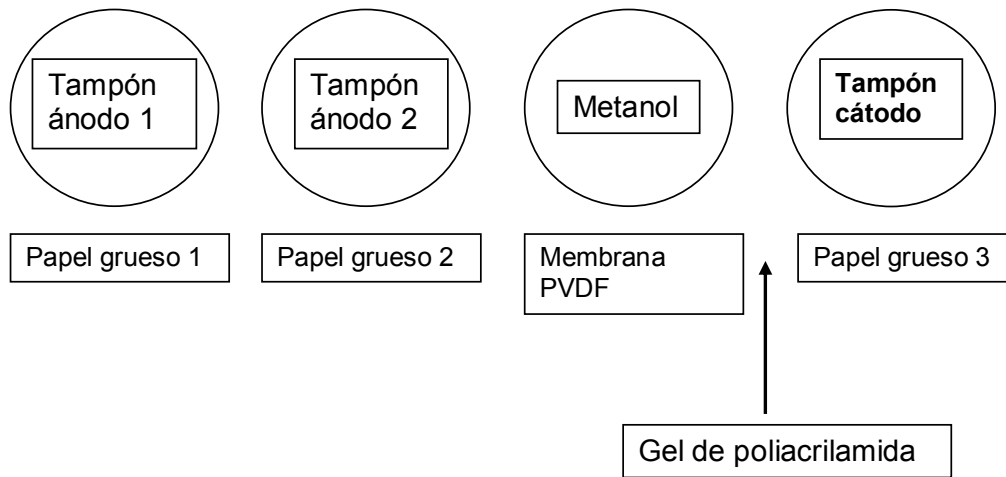 Tampón
ánodo 1
Tampón
ánodo 2
Metanol
Tampón
cátodo
Papel grueso 1
Papel grueso 2
Membrana
PVDF
Papel grueso 3
Gel de poliacrilamida